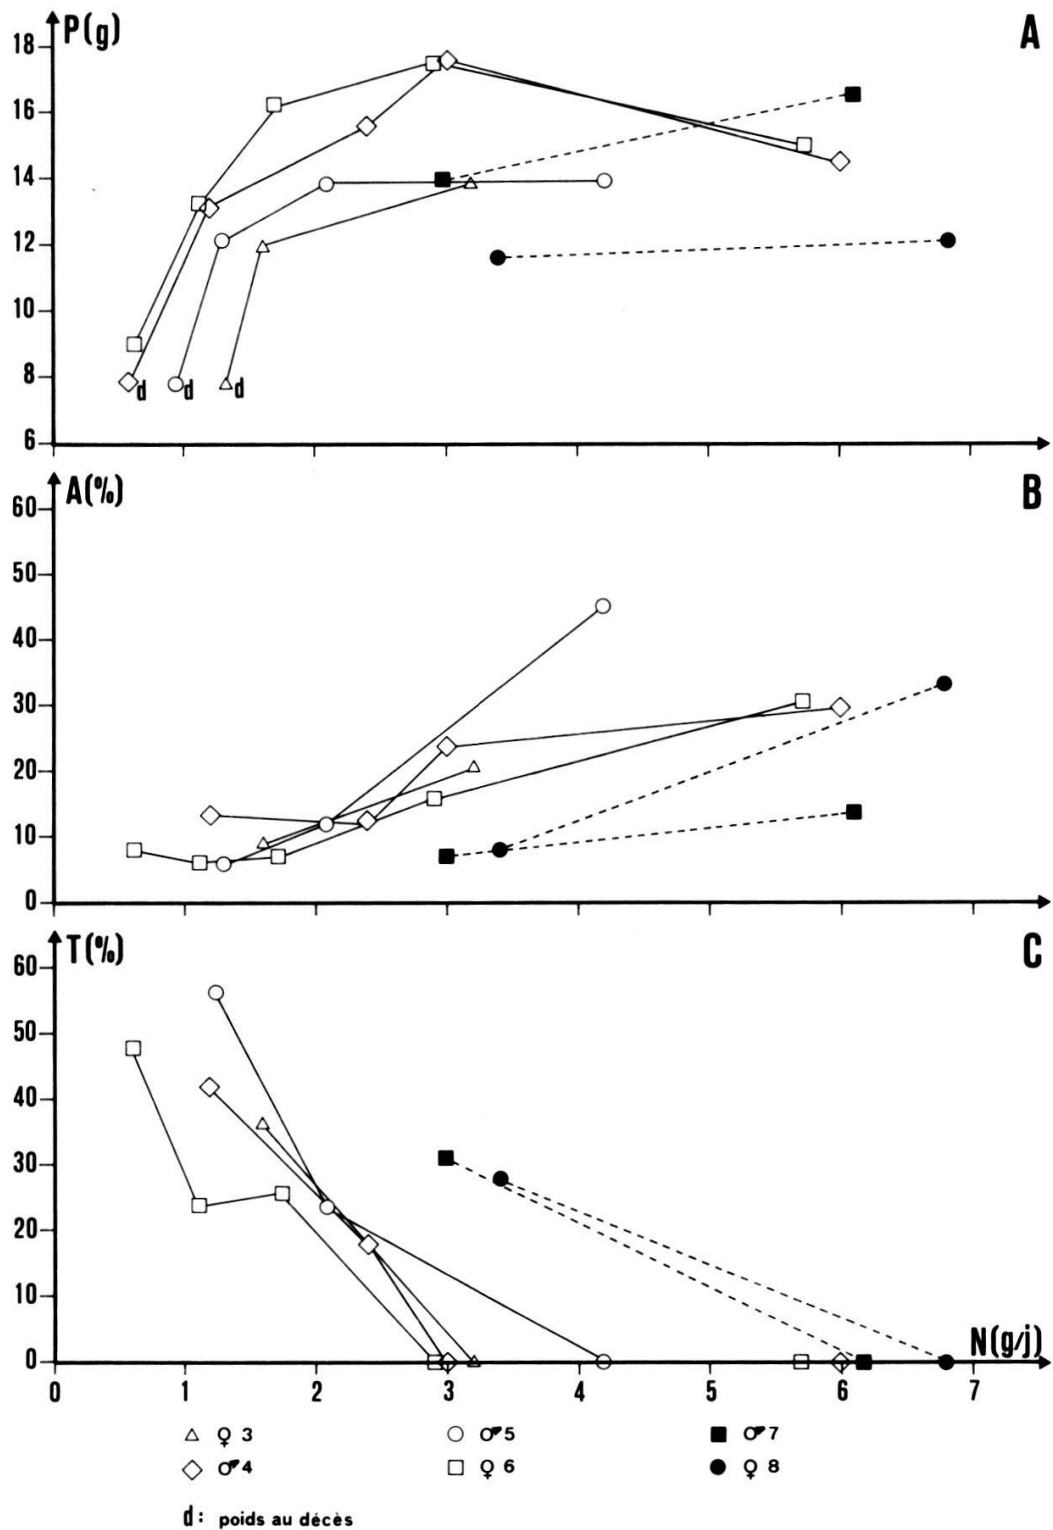 P(g)
A
18
16
14
12
10
8
6
d d d
A(%)
B
60
50
40
30
20
10
0
T(%)
C
60
50
40
30
20
10
0
N(g/j)
0 1 2 3 4 5 6 7
△ ♀ 3 ○ ♂ 5 ■ ♂ 7
◇ ♂ 4 □ ♀ 6 ● ♀ 8
d: poids au décès